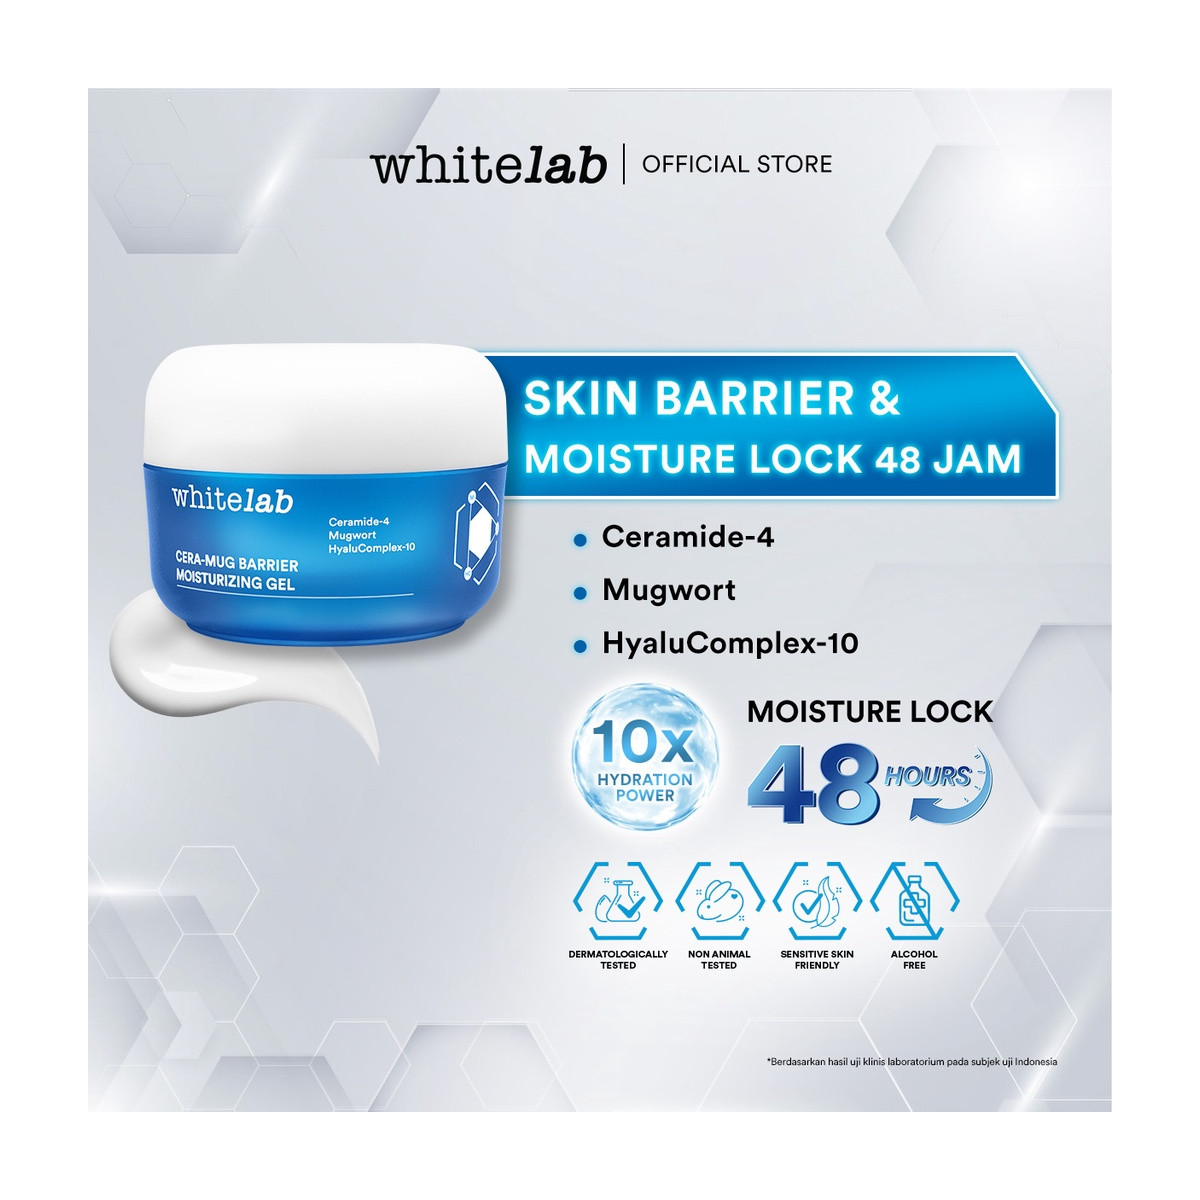 whitelab | OFFICIAL STORE
SKIN BARRIER &
MOISTURE LOCK 48 JAM
whitelab
Ceramide-4
Mugwort
HyaluComplex-10
CERA-MUG BARRIER
MOISTURIZING GEL
• Ceramide-4
• Mugwort
• HyaluComplex-10
10x
HYDRATION
POWER
MOISTURE LOCK
48 HOURS
DERMATOLOGICALLY
TESTED
NON ANIMAL
TESTED
SENSITIVE SKIN
FRIENDLY
ALCOHOL
FREE
*Berdasarkan hasil uji klinis laboratorium pada subjek uji Indonesia